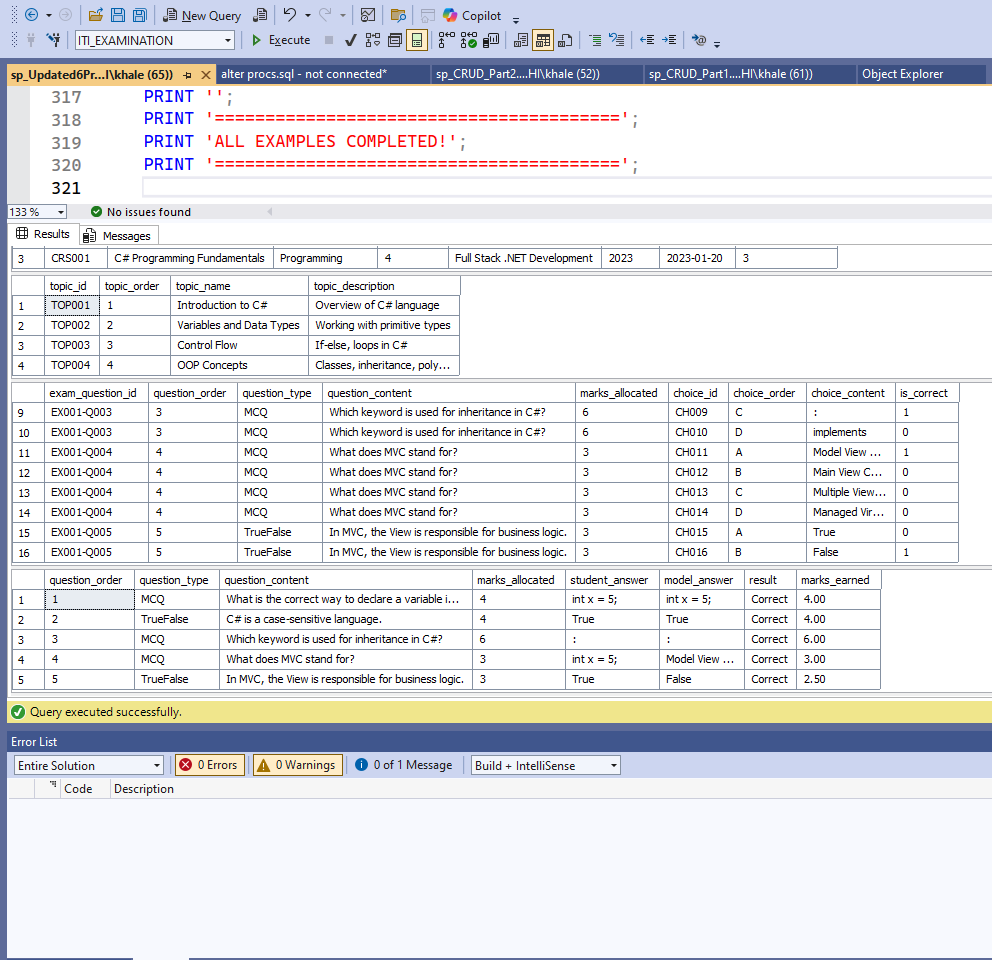 New Query Copilot
ITI_EXAMINATION Execute
sp_Updated6Pr...I\khale (65)) alter procs.sql - not connected* sp_CRUD_Part2....HI\khale (52)) sp_CRUD_Part1....HI\khale (61)) Object Explorer
317 PRINT '';
318 PRINT '========================================';
319 PRINT 'ALL EXAMPLES COMPLETED!';
320 PRINT '========================================';
321
133 % No issues found
Results Messages
3 CRS001 C# Programming Fundamentals Programming 4 Full Stack .NET Development 2023 2023-01-20 3
topic_id topic_order topic_name topic_description
1 TOP001 1 Introduction to C# Overview of C# language
2 TOP002 2 Variables and Data Types Working with primitive types
3 TOP003 3 Control Flow If-else, loops in C#
4 TOP004 4 OOP Concepts Classes, inheritance, poly...
exam_question_id question_order question_type question_content marks_allocated choice_id choice_order choice_content is_correct
9 EX001-Q003 3 MCQ Which keyword is used for inheritance in C#? 6 CH009 C : 1
10 EX001-Q003 3 MCQ Which keyword is used for inheritance in C#? 6 CH010 D implements 0
11 EX001-Q004 4 MCQ What does MVC stand for? 3 CH011 A Model View ... 1
12 EX001-Q004 4 MCQ What does MVC stand for? 3 CH012 B Main View C... 0
13 EX001-Q004 4 MCQ What does MVC stand for? 3 CH013 C Multiple View... 0
14 EX001-Q004 4 MCQ What does MVC stand for? 3 CH014 D Managed Vir... 0
15 EX001-Q005 5 TrueFalse In MVC, the View is responsible for business logic. 3 CH015 A True 0
16 EX001-Q005 5 TrueFalse In MVC, the View is responsible for business logic. 3 CH016 B False 1
question_order question_type question_content marks_allocated student_answer model_answer result marks_earned
1 1 MCQ What is the correct way to declare a variable i... 4 int x = 5; int x = 5; Correct 4.00
2 2 TrueFalse C# is a case-sensitive language. 4 True True Correct 4.00
3 3 MCQ Which keyword is used for inheritance in C#? 6 : : Correct 6.00
4 4 MCQ What does MVC stand for? 3 int x = 5; Model View ... Correct 3.00
5 5 TrueFalse In MVC, the View is responsible for business logic. 3 True False Correct 2.50
Query executed successfully.
Error List
Entire Solution 0 Errors 0 Warnings 0 of 1 Message Build + IntelliSense
Code Description